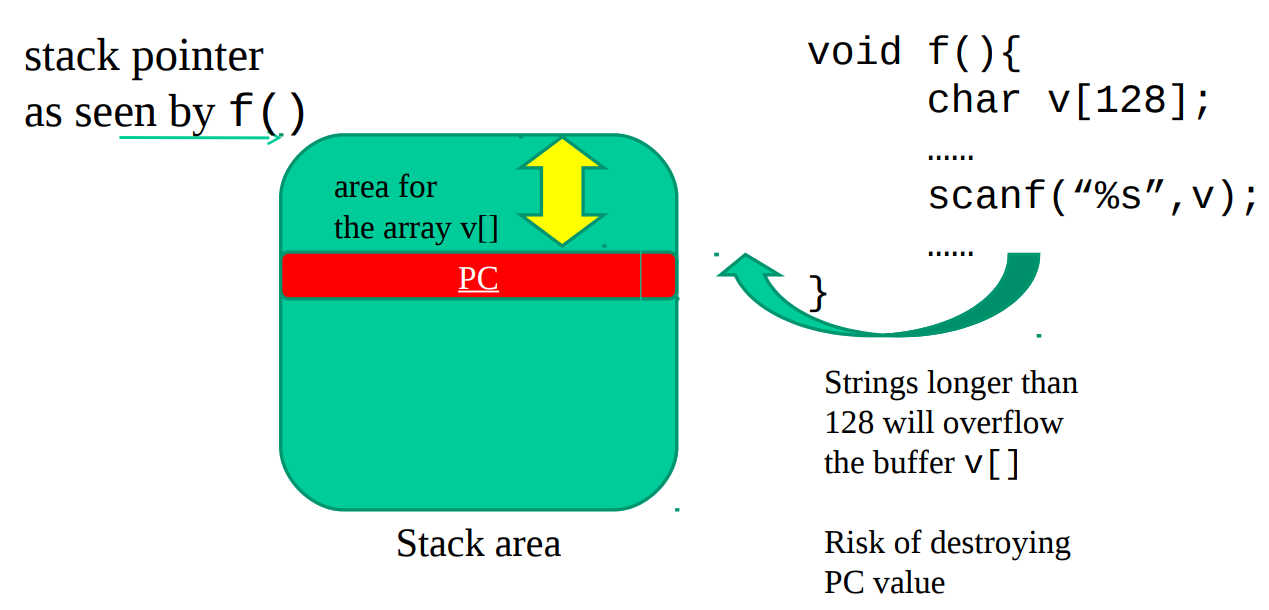 stack pointer
as seen by f()
area for
the array v[]
PC
Stack area
void f(){
char v[128];
……
scanf(“%s”,v);
……
}
Strings longer than
128 will overflow
the buffer v[]
Risk of destroying
PC value